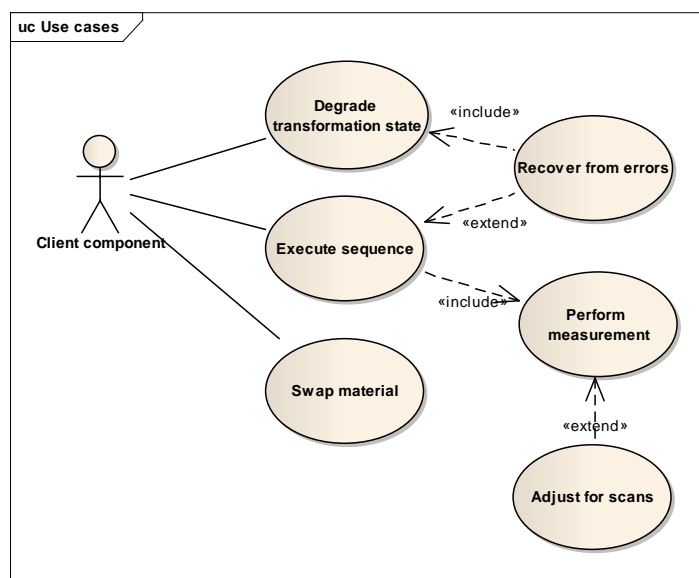 uc Use cases
Degrade
transformation state
«include»
Recover from errors
Client component
«extend»
Execute sequence
«include»
Perform
measurement
Swap material
«extend»
Adjust for scans